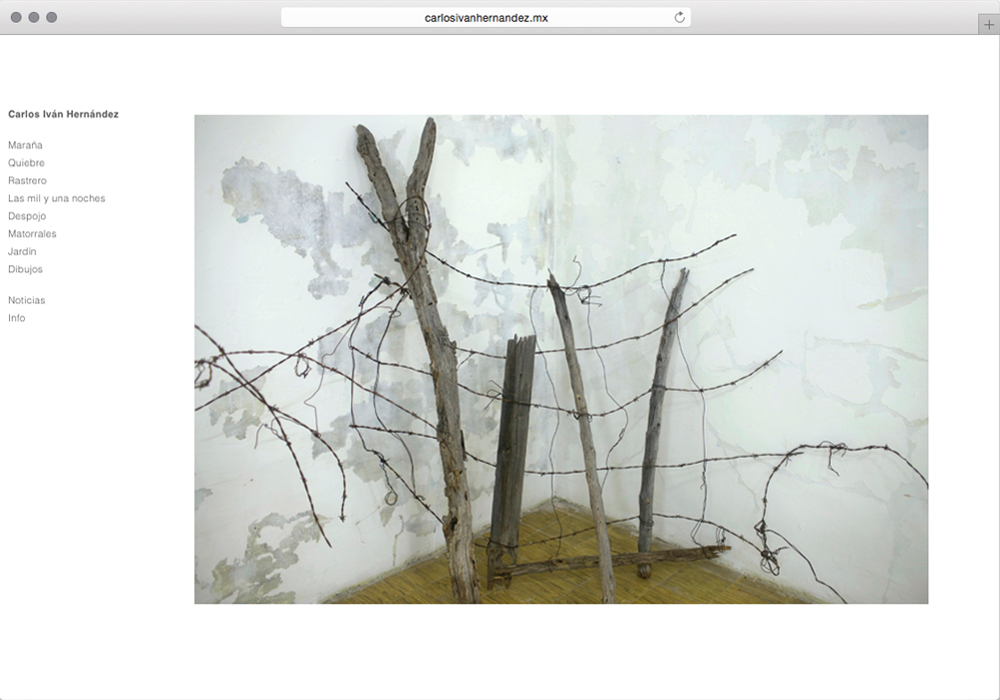 carlosivanhernandez.mx
Carlos Iván Hernández
Maraña
Quiebre
Rastrero
Las mil y una noches
Despojo
Matorrales
Jardín
Dibujos
Noticias
Info